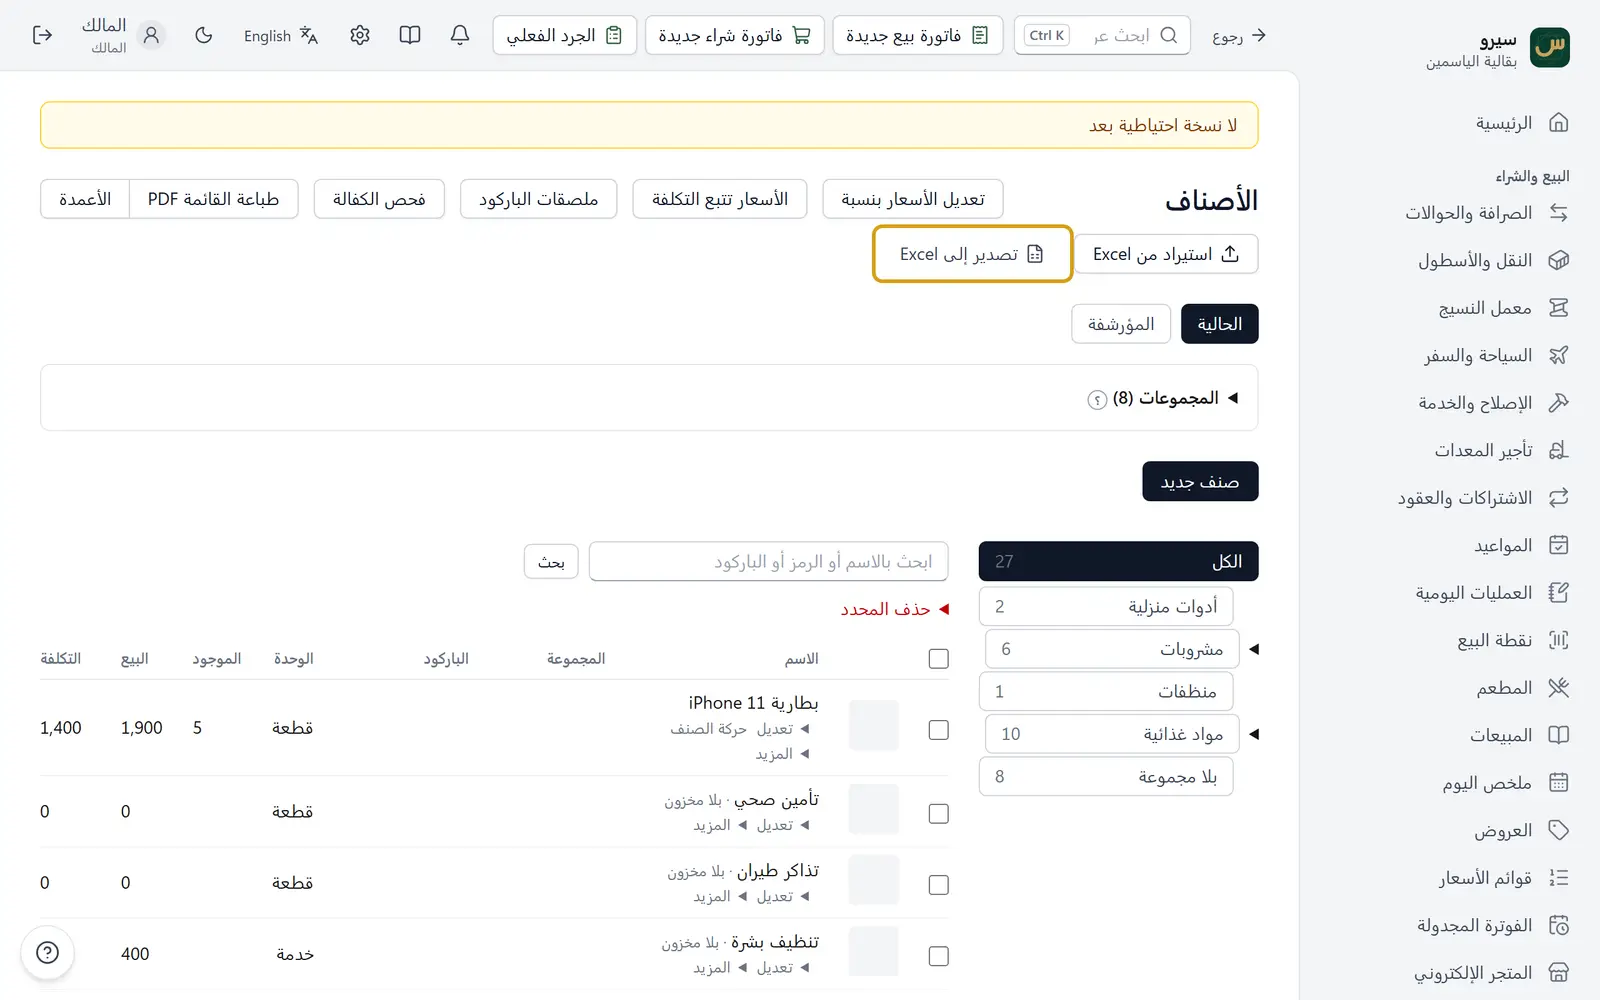 سيرو
بقالية الياسمين
رجوع
ابحث عن
Ctrl K
فاتورة بيع جديدة
فاتورة شراء جديدة
الجرد الفعلي
English
المالك
المالك
الرئيسية
البيع والشراء
الصرافة والحوالات
النقل والأسطول
معمل النسيج
السياحة والسفر
الإصلاح والخدمة
تأجير المعدات
الاشتراكات والعقود
المواعيد
العمليات اليومية
نقطة البيع
المطعم
المبيعات
ملخص اليوم
العروض
قوائم الأسعار
الفوترة المجدولة
المتجر الإلكتروني
لا نسخة احتياطية بعد
الأصناف
تعديل الأسعار بنسبة
الأسعار تتبع التكلفة
ملصقات الباركود
فحص الكفالة
طباعة القائمة PDF
الأعمدة
استيراد من Excel
تصدير إلى Excel
الحالية
المؤرشفة
المجموعات (8) ؟
صنف جديد
الكل 27
أدوات منزلية 2
مشروبات 6
منظفات 1
مواد غذائية 10
بلا مجموعة 8
ابحث بالاسم أو الرمز أو الباركود
بحث
حذف المحدد
الاسم المجموعة الباركود الوحدة الموجود البيع التكلفة
بطارية iPhone 11
تعديل حركة الصنف
المزيد
قطعة 5 1,900 1,400
تأمين صحي · بلا مخزون
تعديل المزيد
قطعة 0 0
تذاكر طيران · بلا مخزون
تعديل المزيد
قطعة 0 0
تنظيف بشرة · بلا مخزون
تعديل المزيد
خدمة 400